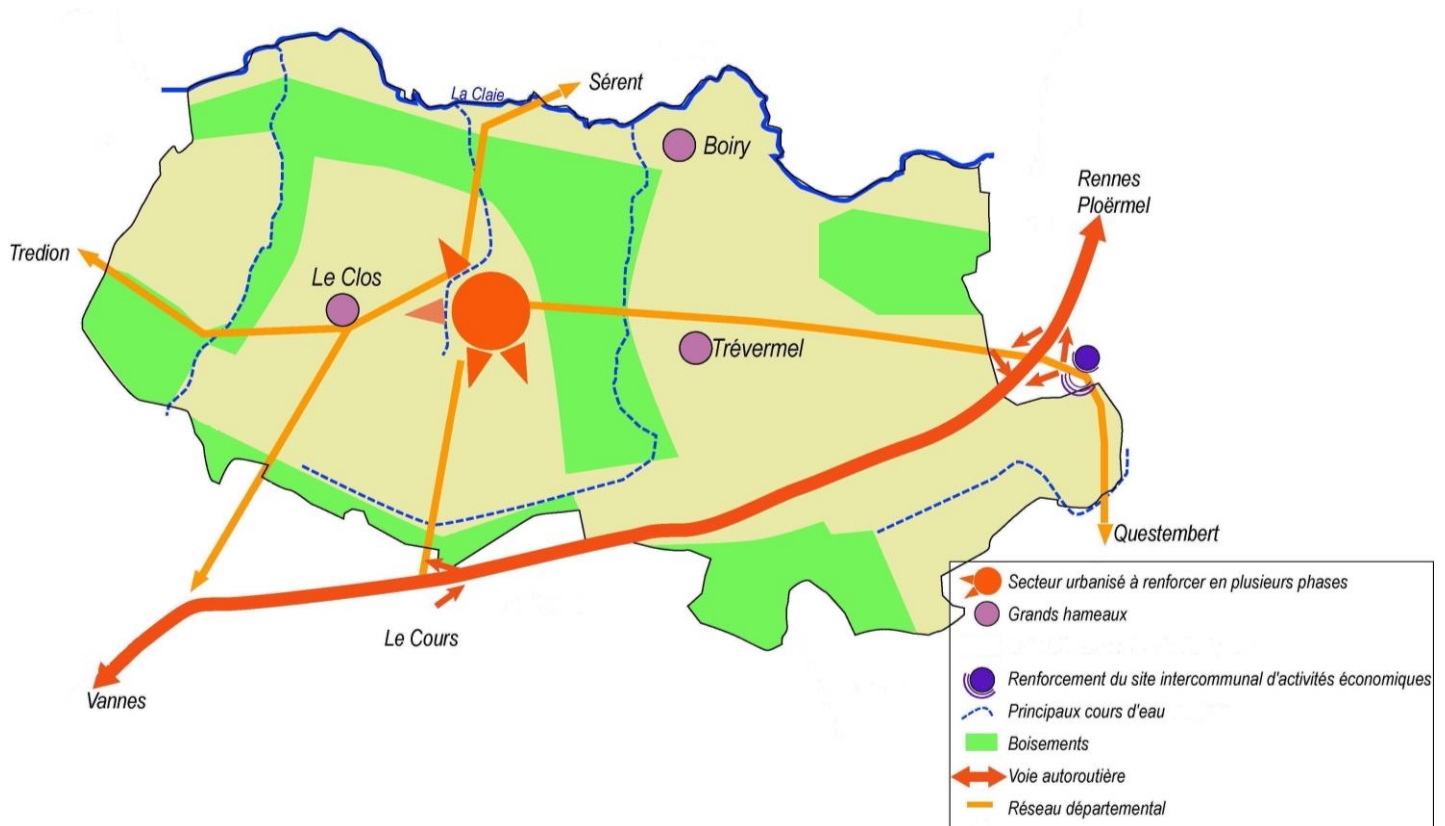 Sérent
La Claie
Boiry
Rennes
Ploërmel
Tredion
Le Clos
Trévermel
Questembert
Le Cours
Vannes
Secteur urbanisé à renforcer en plusieurs phases
Grands hameaux
Renforcement du site intercommunal d'activités économiques
Principaux cours d'eau
Boisements
Voie autoroutière
Réseau départemental